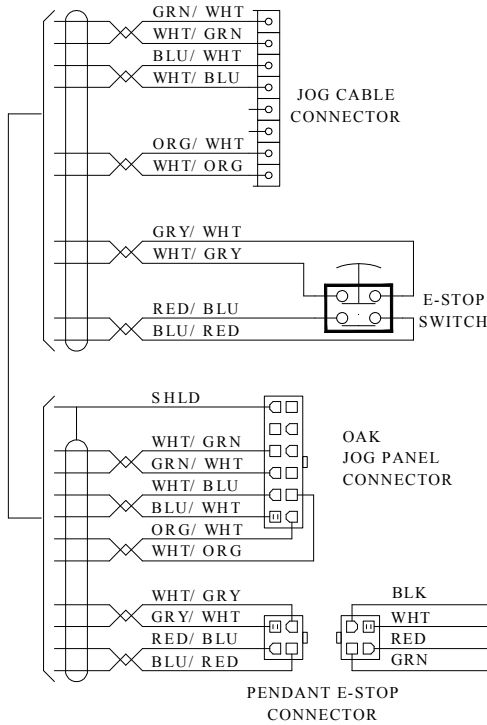 GRN/ WHT
WHT/ GRN
BLU/ WHT
WHT/ BLU
JOG CABLE
CONNECTOR
ORG/ WHT
WHT/ ORG
GRY/ WHT
WHT/ GRY
E-STOP
SWITCH
RED/ BLU
BLU/ RED
SHLD
OAK
JOG PANEL
CONNECTOR
WHT/ GRN
GRN/ WHT
WHT/ BLU
BLU/ WHT
ORG/ WHT
WHT/ ORG
WHT/ GRY
GRY/ WHT
RED/ BLU
BLU/ RED
BLK
WHT
RED
GRN
PENDANT E-STOP
CONNECTOR